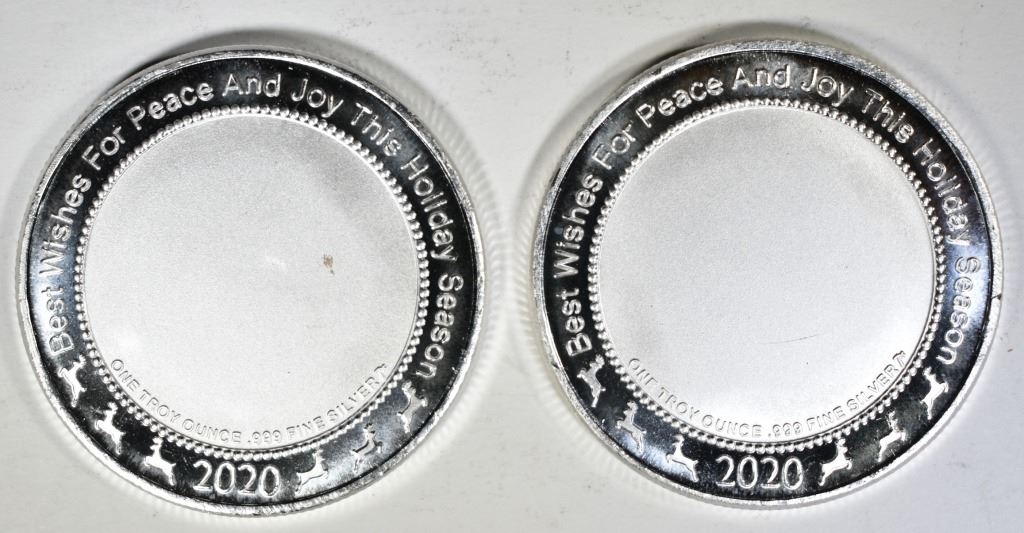 Best Wishes For Peace And Joy This Holiday Season
ONE TROY OUNCE .999 FINE SILVER
2020
Best Wishes For Peace And Joy This Holiday Season
ONE TROY OUNCE .999 FINE SILVER
2020